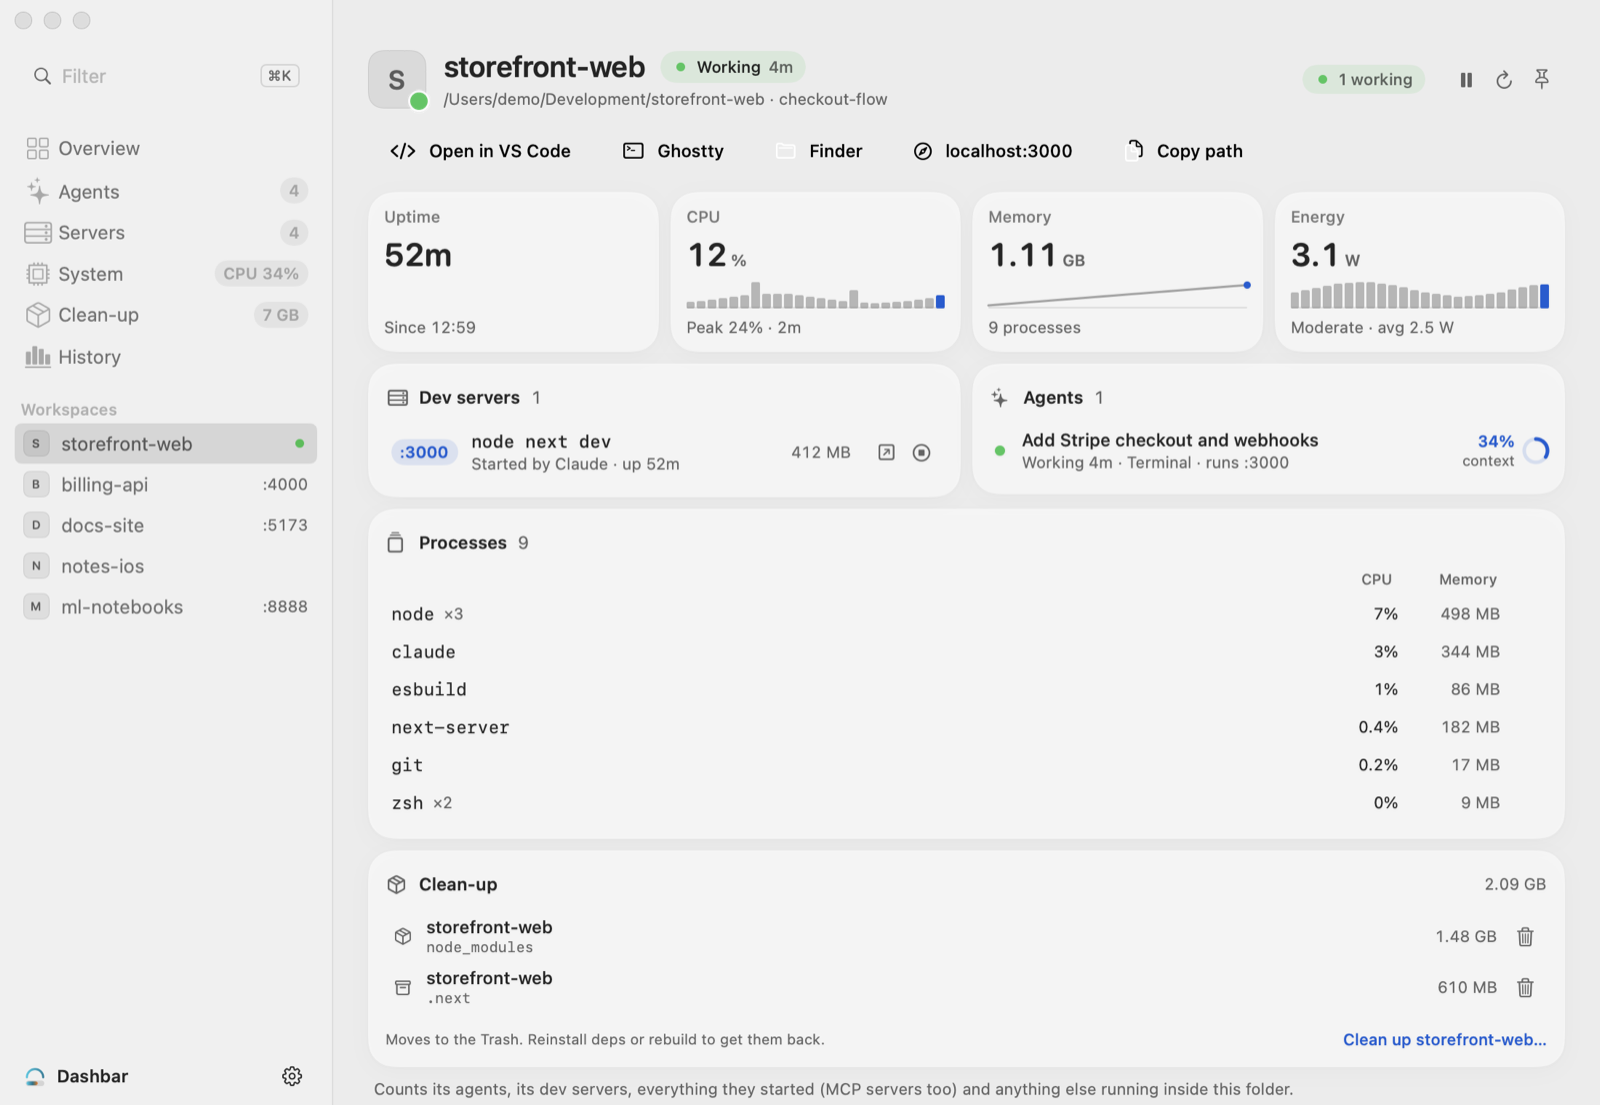 Filter ⌘K
Overview
Agents 4
Servers 4
System CPU 34%
Clean-up 7 GB
History
Workspaces
S storefront-web
B billing-api :4000
D docs-site :5173
N notes-ios
M ml-notebooks :8888
Dashbar
S storefront-web Working 4m
/Users/demo/Development/storefront-web · checkout-flow
1 working
Open in VS Code Ghostty Finder localhost:3000 Copy path
Uptime
52m
Since 12:59
CPU
12 %
Peak 24% · 2m
Memory
1.11 GB
9 processes
Energy
3.1 W
Moderate · avg 2.5 W
Dev servers 1
:3000 node next dev 412 MB
Started by Claude · up 52m
Agents 1
Add Stripe checkout and webhooks 34%
Working 4m · Terminal · runs :3000 context
Processes 9
CPU Memory
node ×3 7% 498 MB
claude 3% 344 MB
esbuild 1% 86 MB
next-server 0.4% 182 MB
git 0.2% 17 MB
zsh ×2 0% 9 MB
Clean-up 2.09 GB
storefront-web 1.48 GB
node_modules
storefront-web 610 MB
.next
Moves to the Trash. Reinstall deps or rebuild to get them back. Clean up storefront-web...
Counts its agents, its dev servers, everything they started (MCP servers too) and anything else running inside this folder.